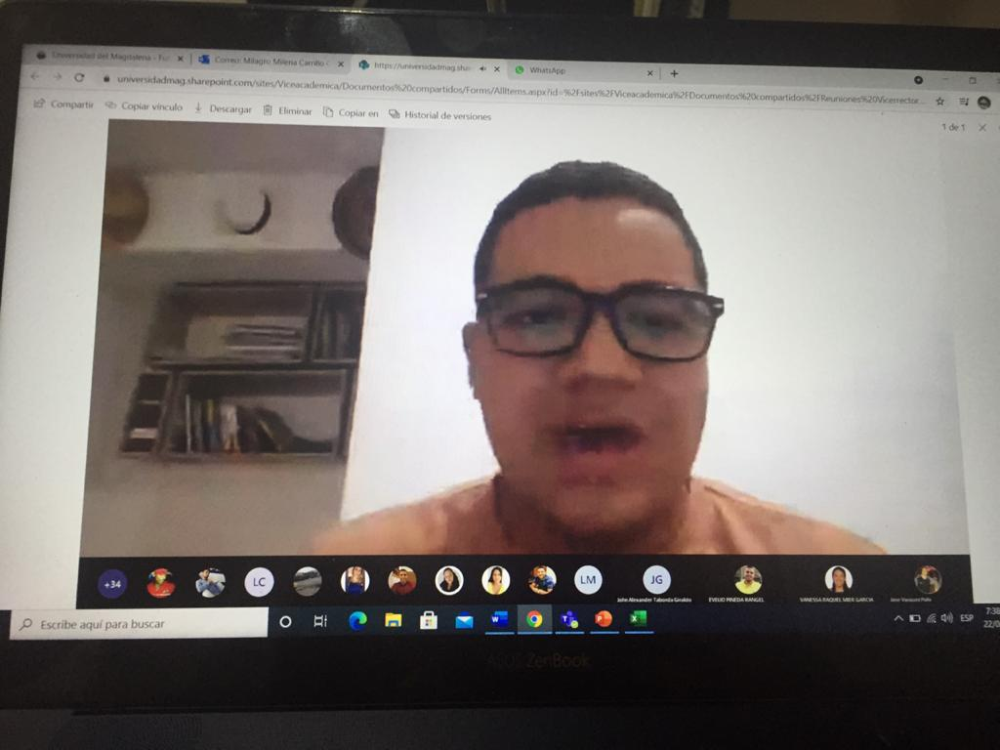 Universidad del Magdalena - Fu
Correo: Milagro Milena Carrillo
https://universidadmag.shar
WhatsApp
universidadmag.sharepoint.com/sites/Viceacademica/Documentos%20compartidos/Forms/AllItems.aspx?id=%2Fsites%2FViceacademica%2FDocumentos%20compartidos%2FReuniones%20Vicerrector...
Compartir Copiar vínculo Descargar Eliminar Copiar en Historial de versiones
1 de 1
+34 LC LM JG
John Alexander Taborda Giraldo
EVELIO PINEDA RANGEL
VANESSA RAQUEL MIER GARCIA
Escribe aquí para buscar
ESP
7:38
22/0
ASUS ZenBook